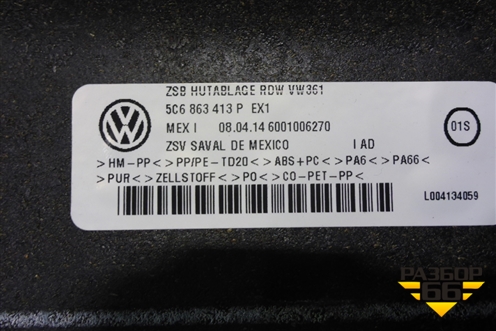 ZSB HUTABLAGE RDW VW361
5C6 863 413 P EX1
MEX I 08.04.14 6001006270
ZSV SAVAL DE MEXICO I AD
>HM-PP< >PP/PE-TD20< >ABS+PC< >PA6< >PA66<
>PUR< >ZELLSTOFF< >PO< >CO-PET-PP<
01S
L004134059
РАЗБОР
66